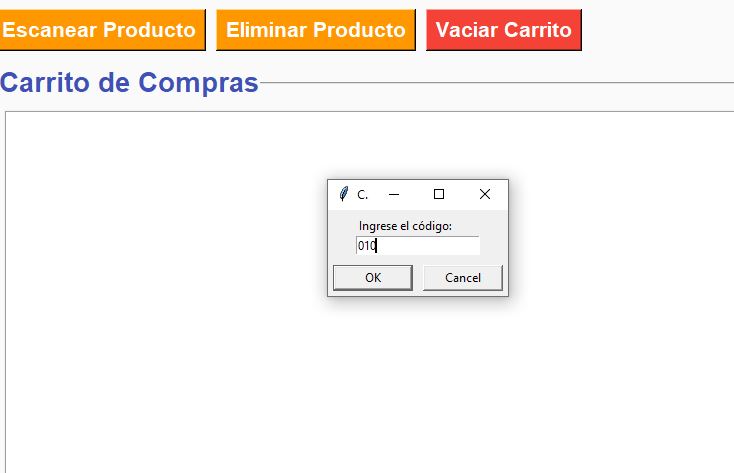 Escanear Producto Eliminar Producto Vaciar Carrito
Carrito de Compras
C.
Ingrese el código:
010
OK Cancel